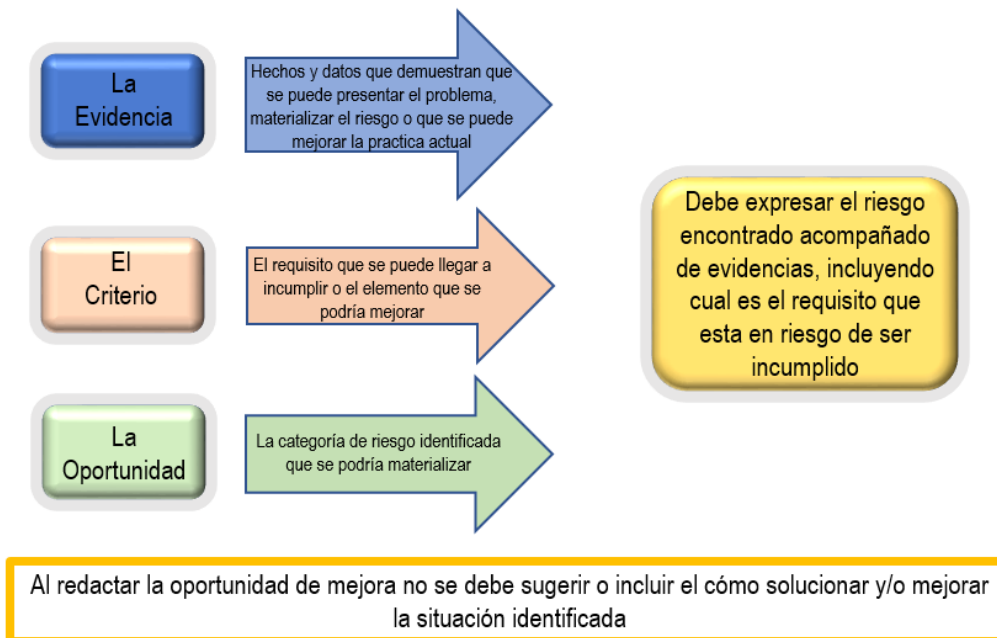 La
Evidencia
Hechos y datos que demuestran que
se puede presentar el problema,
materializar el riesgo o que se puede
mejorar la practica actual
El
Criterio
El requisito que se puede llegar a
incumplir o el elemento que se
podría mejorar
La
Oportunidad
La categoría de riesgo identificada
que se podría materializar
Debe expresar el riesgo
encontrado acompañado
de evidencias, incluyendo
cual es el requisito que
esta en riesgo de ser
incumplido
Al redactar la oportunidad de mejora no se debe sugerir o incluir el cómo solucionar y/o mejorar
la situación identificada